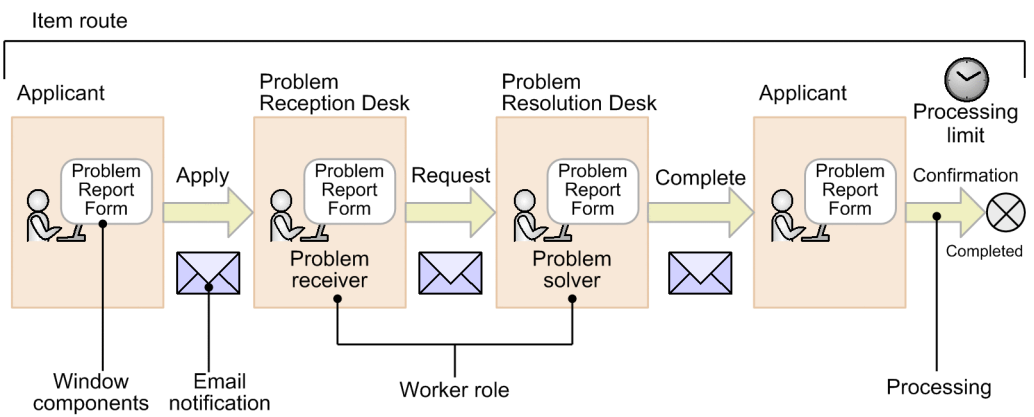 Item route
Applicant
Problem
Reception Desk
Problem
Resolution Desk
Applicant
Processing
limit
Problem
Report
Form
Apply
Problem
Report
Form
Request
Problem
Report
Form
Complete
Problem
Report
Form
Confirmation
Completed
Problem
receiver
Problem
solver
Window
components
Email
notification
Worker role
Processing